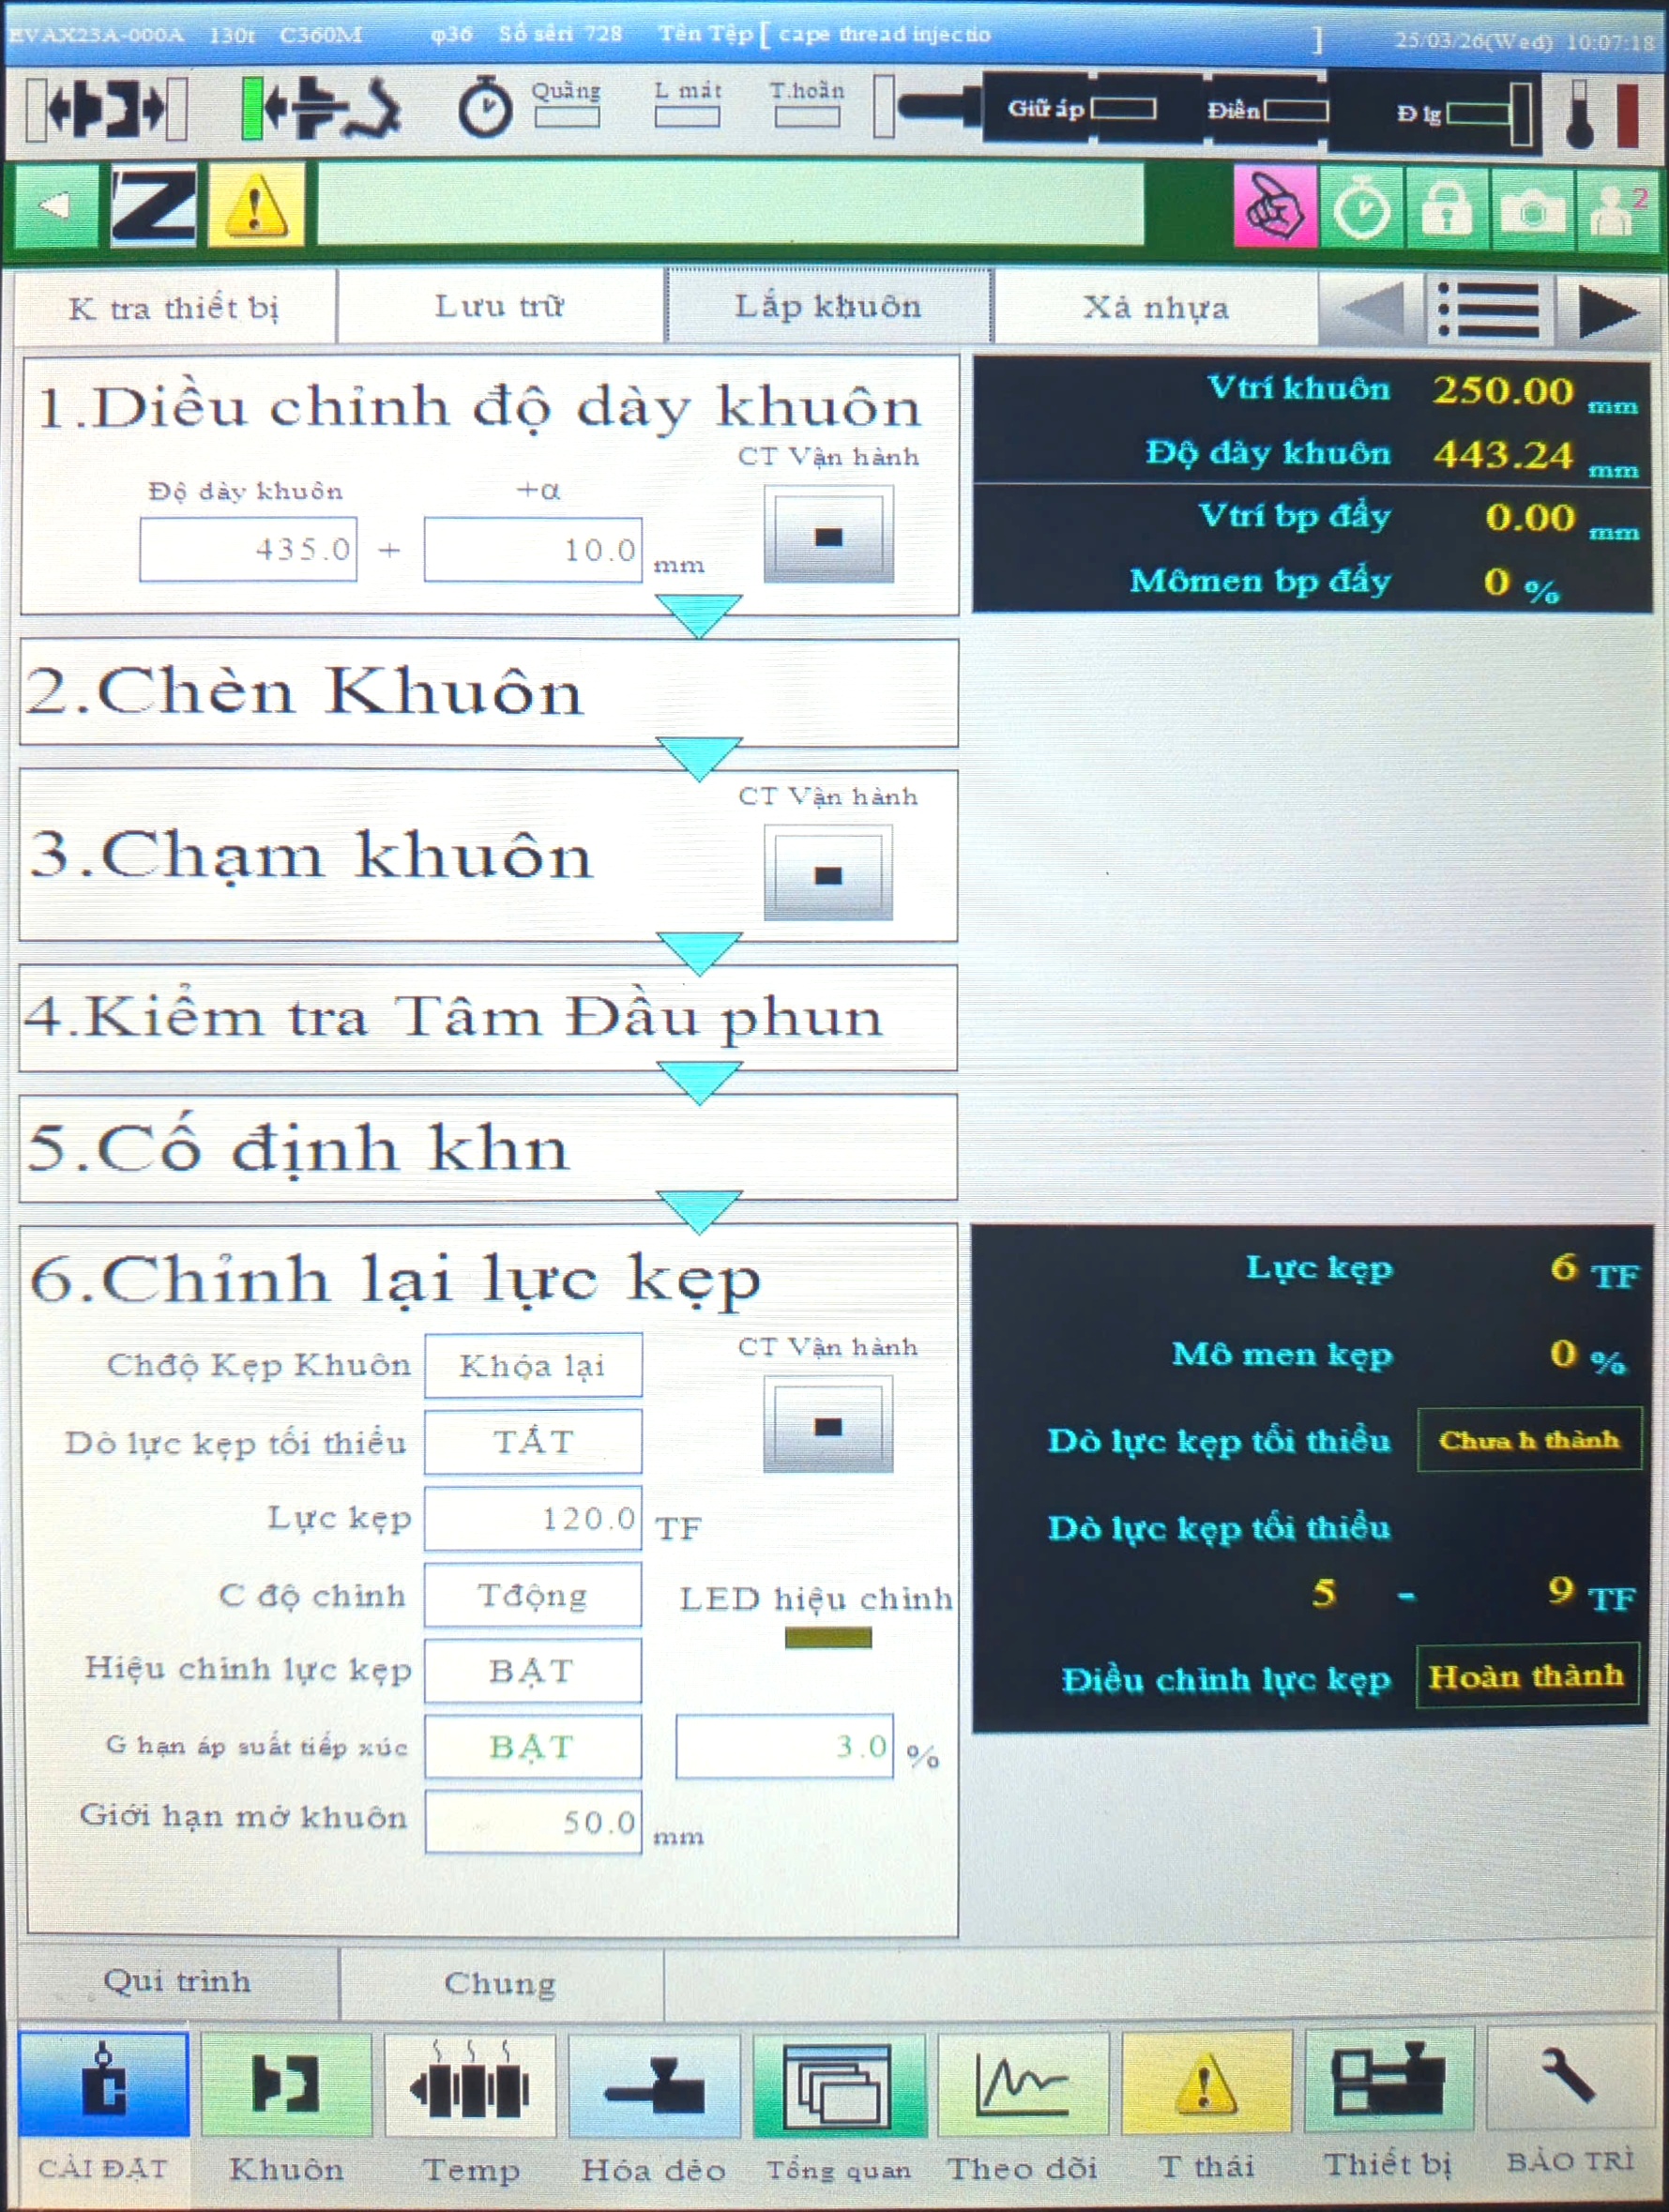 EVAX23A-000A 130t C360M φ36 Số sêri 728 Tên Tệp [ cape thread injectio ] 25/03/26(Wed) 10:07:18
Quãng L mát T.hoãn Giữ áp Điền Đ lg
2
K tra thiết bị Lưu trữ Lắp khuôn Xả nhựa
1.Diều chỉnh độ dày khuôn
CT Vận hành
Độ dày khuôn +α
435.0 + 10.0 mm
Vtrí khuôn 250.00 mm
Độ dày khuôn 443.24 mm
Vtrí bp đẩy 0.00 mm
Mômen bp đẩy 0 %
2.Chèn Khuôn
3.Chạm khuôn
CT Vận hành
4.Kiểm tra Tâm Đầu phun
5.Cố định khn
6.Chỉnh lại lực kẹp
CT Vận hành
Chđộ Kẹp Khuôn Khóa lại
Dò lực kẹp tối thiểu TẮT
Lực kẹp 120.0 TF
C độ chỉnh Tđộng LED hiệu chỉnh
Hiệu chỉnh lực kẹp BẬT
G hạn áp suất tiếp xúc BẬT 3.0 %
Giới hạn mở khuôn 50.0 mm
Lực kẹp 6 TF
Mô men kẹp 0 %
Dò lực kẹp tối thiểu Chưa h thành
Dò lực kẹp tối thiểu
5 - 9 TF
Điều chỉnh lực kẹp Hoàn thành
Qui trình Chung
CÀI ĐẶT Khuôn Temp Hóa dẻo Tổng quan Theo dõi T thái Thiết bị BẢO TRÌ